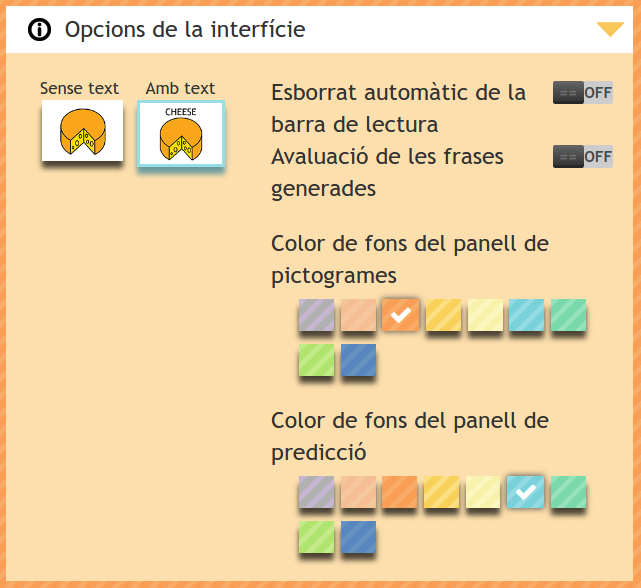 Opcions de la interfície
Sense text
Amb text
CHEESE
Esborrat automàtic de la
barra de lectura
OFF
Avaluació de les frases
generades
OFF
Color de fons del panell de
pictogrames
Color de fons del panell de
predicció